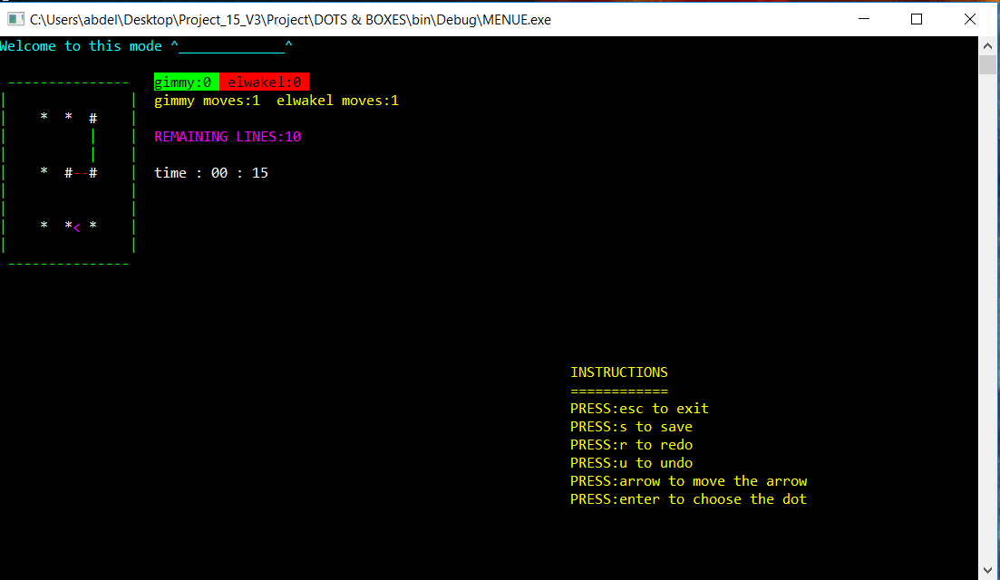 C:\Users\abdel\Desktop\Project_15_V3\Project\DOTS & BOXES\bin\Debug\MENUE.exe
Welcome to this mode ^_____________^
---------------
gimmy:0 elwakel:0
gimmy moves:1  elwakel moves:1
*  *  #
REMAINING LINES:10
*  #--#
time : 00 : 15
*  *< *
---------------
INSTRUCTIONS
============
PRESS:esc to exit
PRESS:s to save
PRESS:r to redo
PRESS:u to undo
PRESS:arrow to move the arrow
PRESS:enter to choose the dot